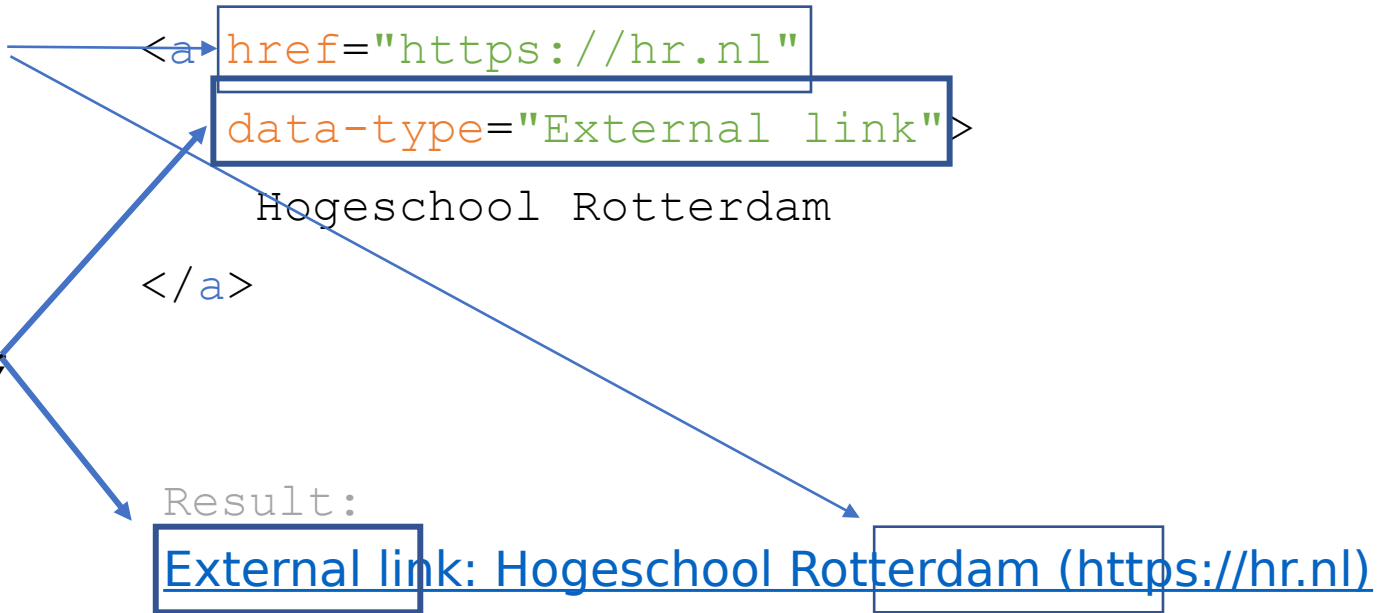 <a href="https://hr.nl"
data-type="External link">
Hogeschool Rotterdam
</a>
Result:
External link: Hogeschool Rotterdam (https://hr.nl)